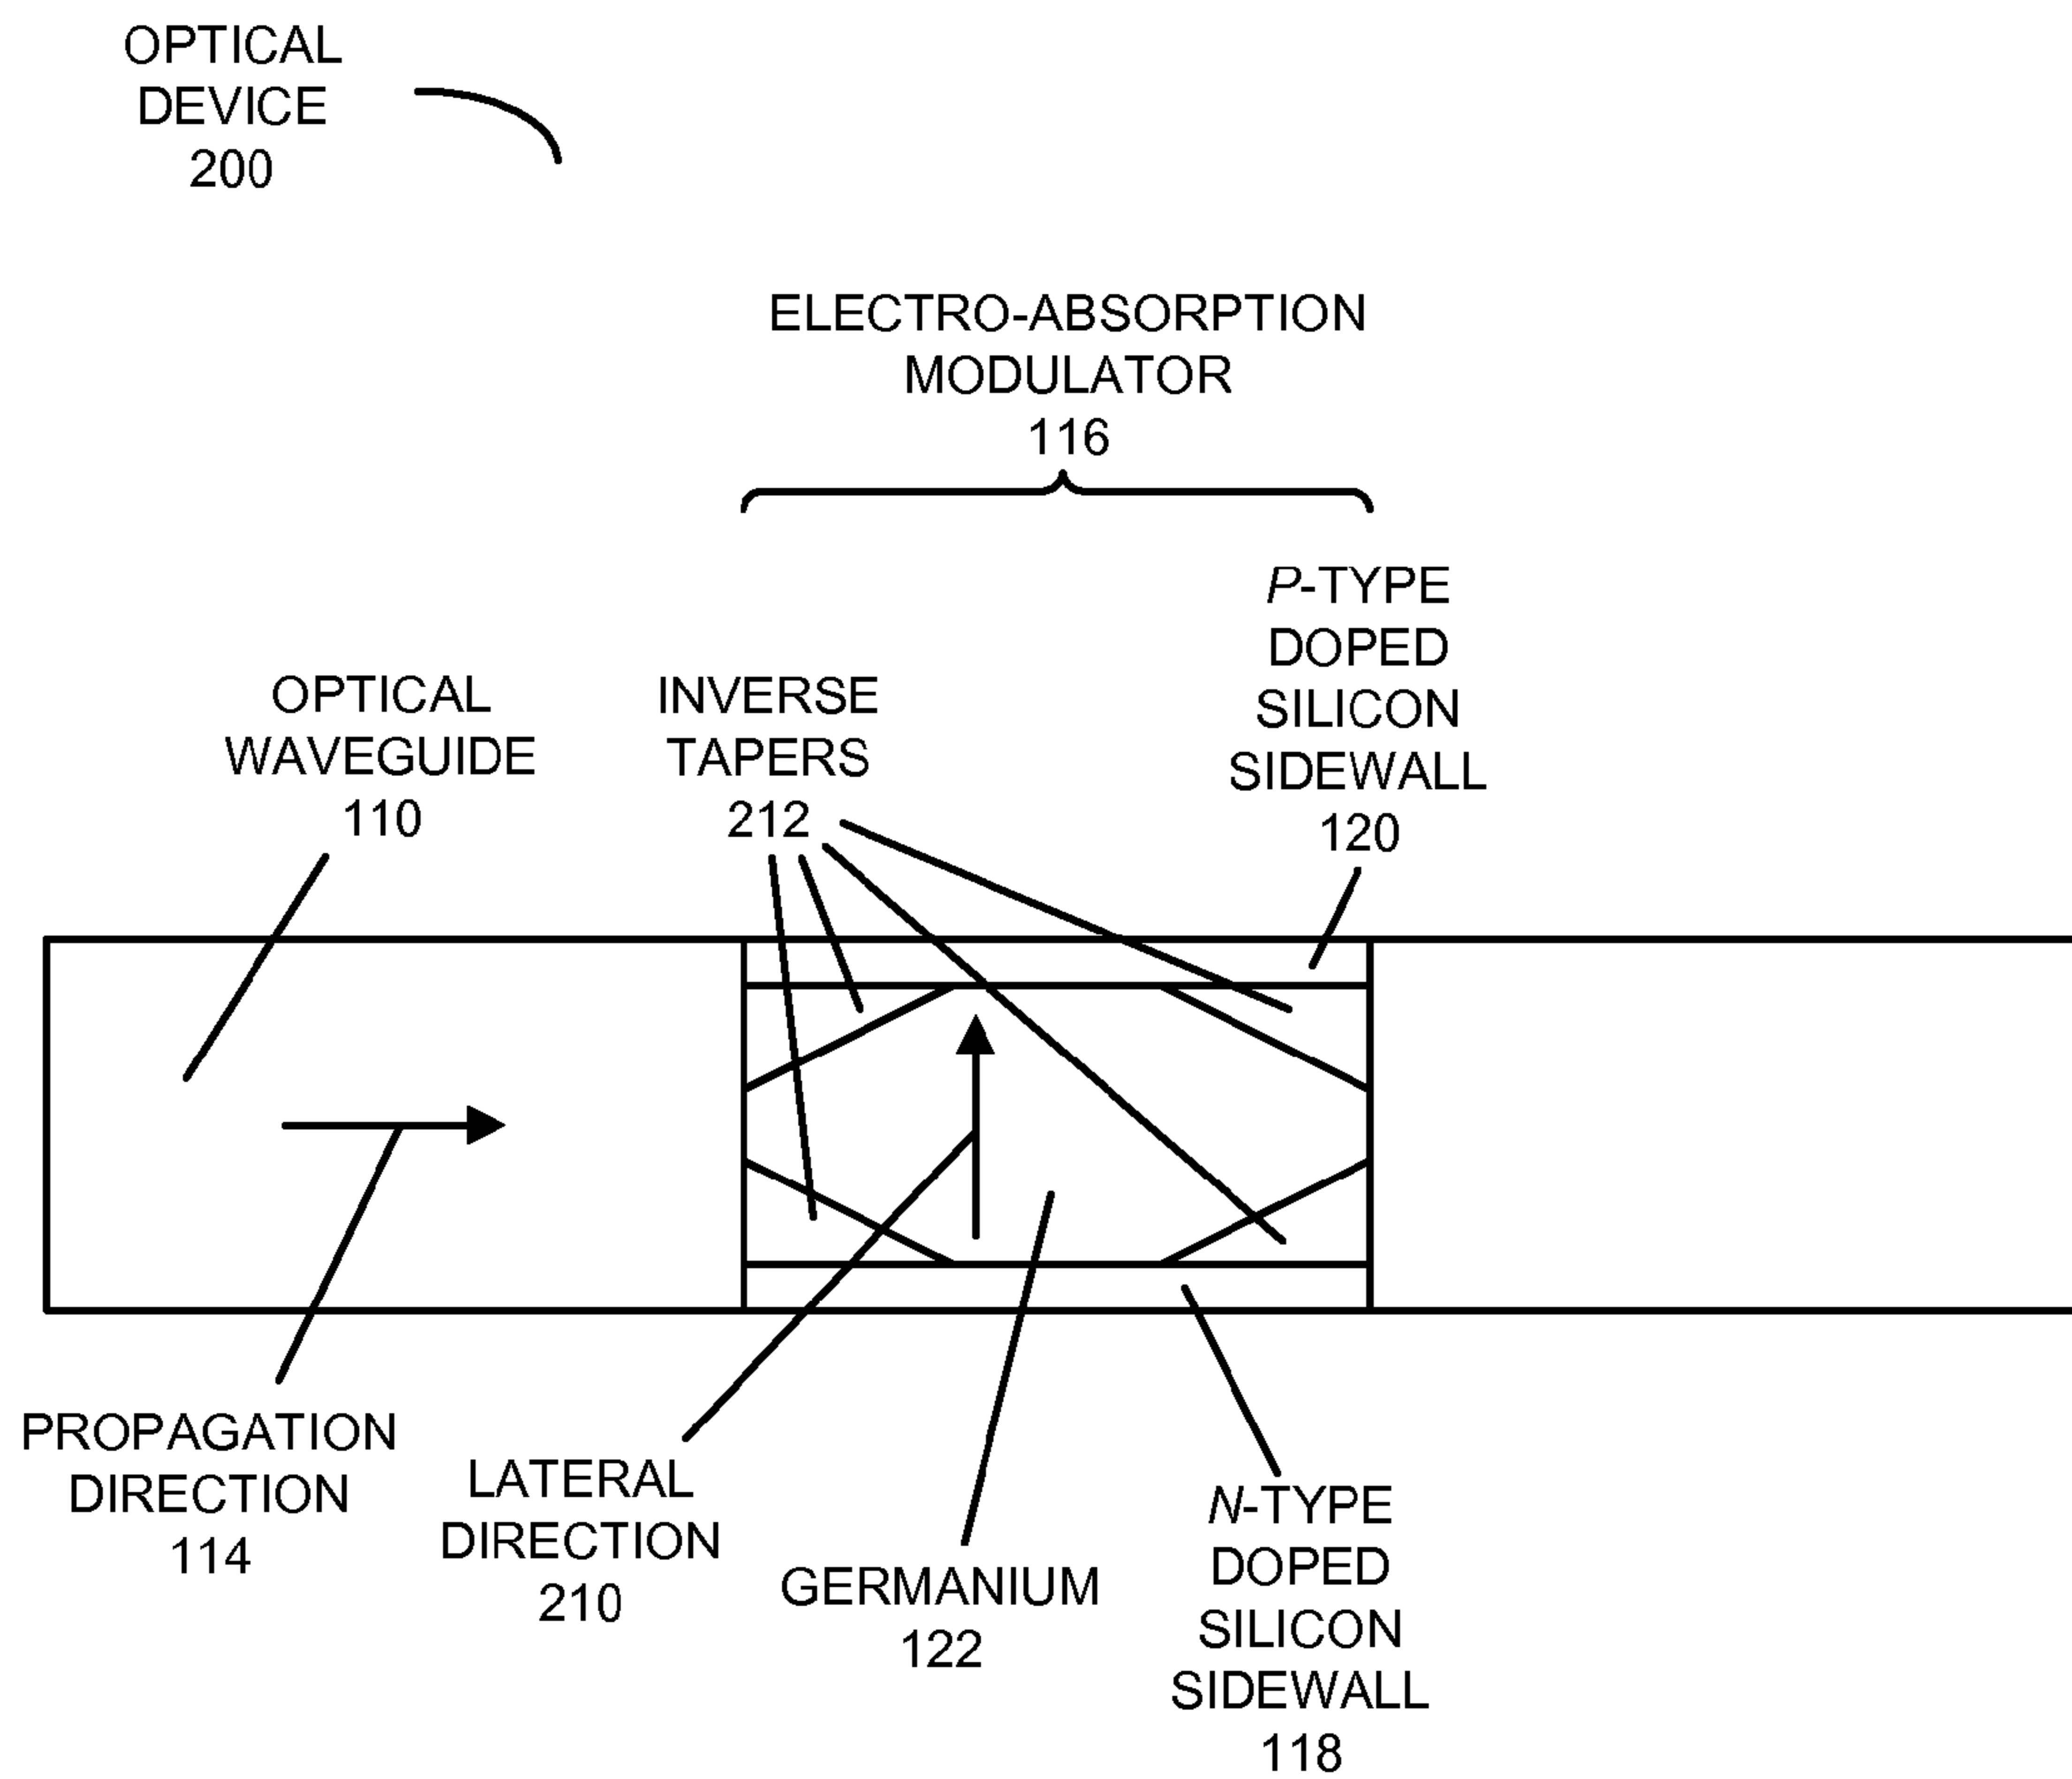 OPTICAL
DEVICE
200
ELECTRO-ABSORPTION
MODULATOR
116
P-TYPE
DOPED
SILICON
SIDEWALL
120
OPTICAL
WAVEGUIDE
110
INVERSE
TAPERS
212
PROPAGATION
DIRECTION
114
LATERAL
DIRECTION
210
GERMANIUM
122
N-TYPE
DOPED
SILICON
SIDEWALL
118